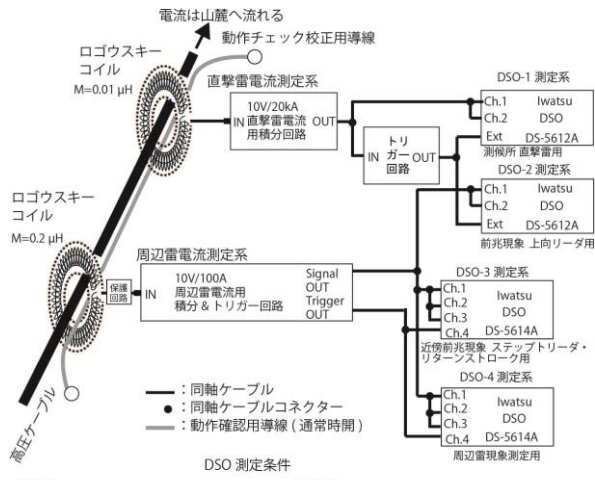 電流は山麓へ流れる
動作チェック校正用導線
ロゴウスキー
コイル
M=0.01 μH
直撃雷電流測定系
10V/20kA
直撃雷電流
用積分回路
IN
OUT
トリ
ガー
回路
IN
OUT
DSO-1 測定系
Ch.1
Ch.2
Ext
Iwatsu
DSO
DS-5612A
測候所 直撃雷用
DSO-2 測定系
Ch.1
Ch.2
Ext
Iwatsu
DSO
DS-5612A
前兆現象 上向リーダ用
ロゴウスキー
コイル
M=0.2 μH
保護
回路
周辺雷電流測定系
IN
10V/100A
周辺雷電流用
積分＆トリガー回路
Signal
OUT
Trigger
OUT
DSO-3 測定系
Ch.1
Ch.2
Ch.3
Ch.4
Iwatsu
DSO
DS-5614A
近傍前兆現象 ステップトリーダ・
リターンストローク用
DSO-4 測定系
Ch.1
Ch.2
Ch.3
Ch.4
Iwatsu
DSO
DS-5614A
周辺雷現象測定用
高圧ケーブル
：同軸ケーブル
：同軸ケーブルコネクター
：動作確認用導線 ( 通常時開 )
DSO 測定条件